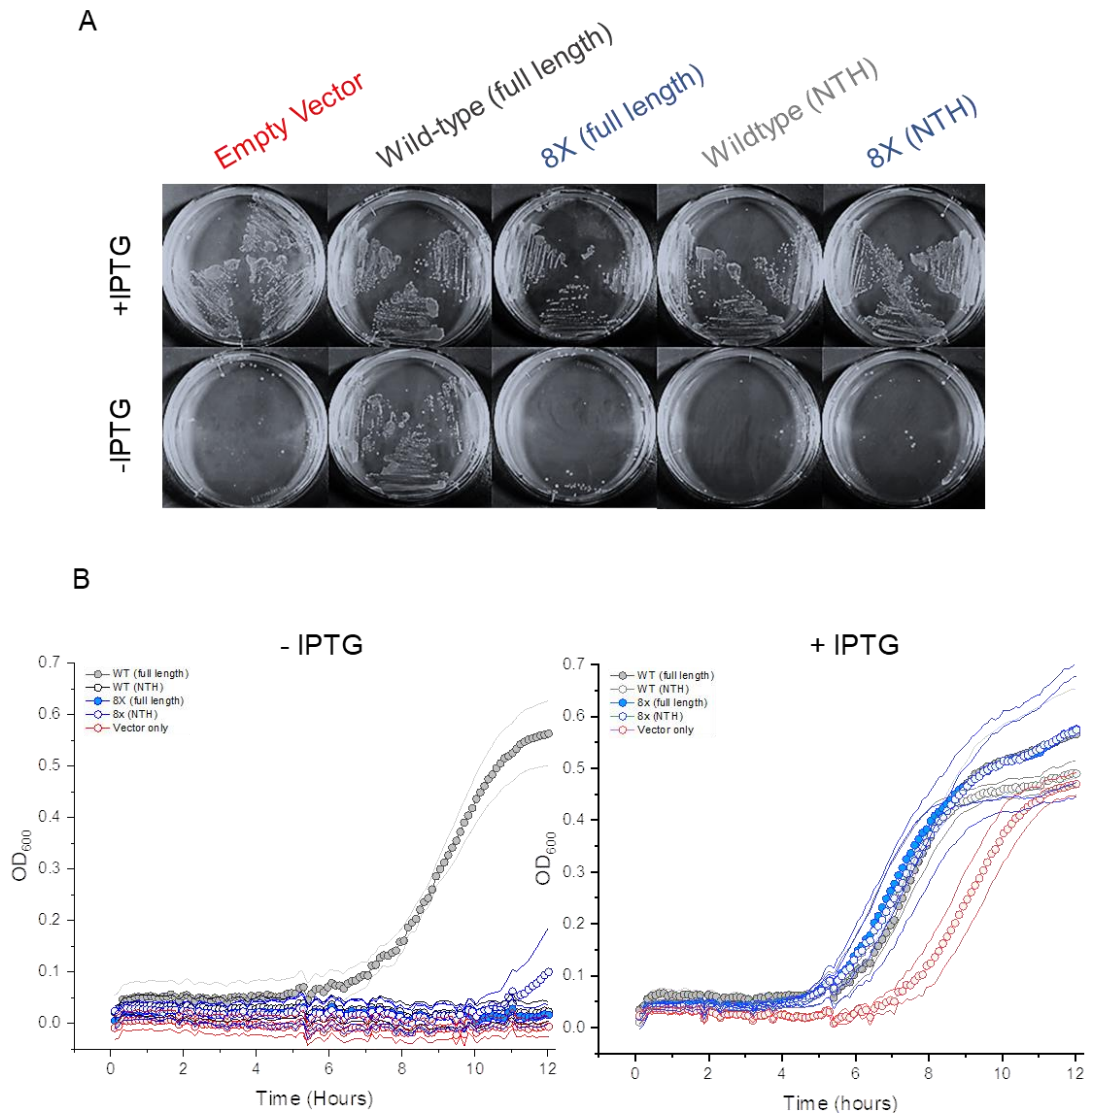 A
Empty Vector
Wild-type (full length)
8X (full length)
Wildtype (NTH)
8X (NTH)
+IPTG
-IPTG
B
- IPTG
+ IPTG
0.7
0.6
0.5
0.4
0.3
0.2
0.1
0.0
OD600
WT (full length)
WT (NTH)
8X (full length)
8x (NTH)
Vector only
0 2 4 6 8 10 12
Time (Hours)
0.7
0.6
0.5
0.4
0.3
0.2
0.1
0.0
OD600
WT (full length)
WT (NTH)
8x (full length)
8x (NTH)
Vector only
0 2 4 6 8 10 12
Time (hours)